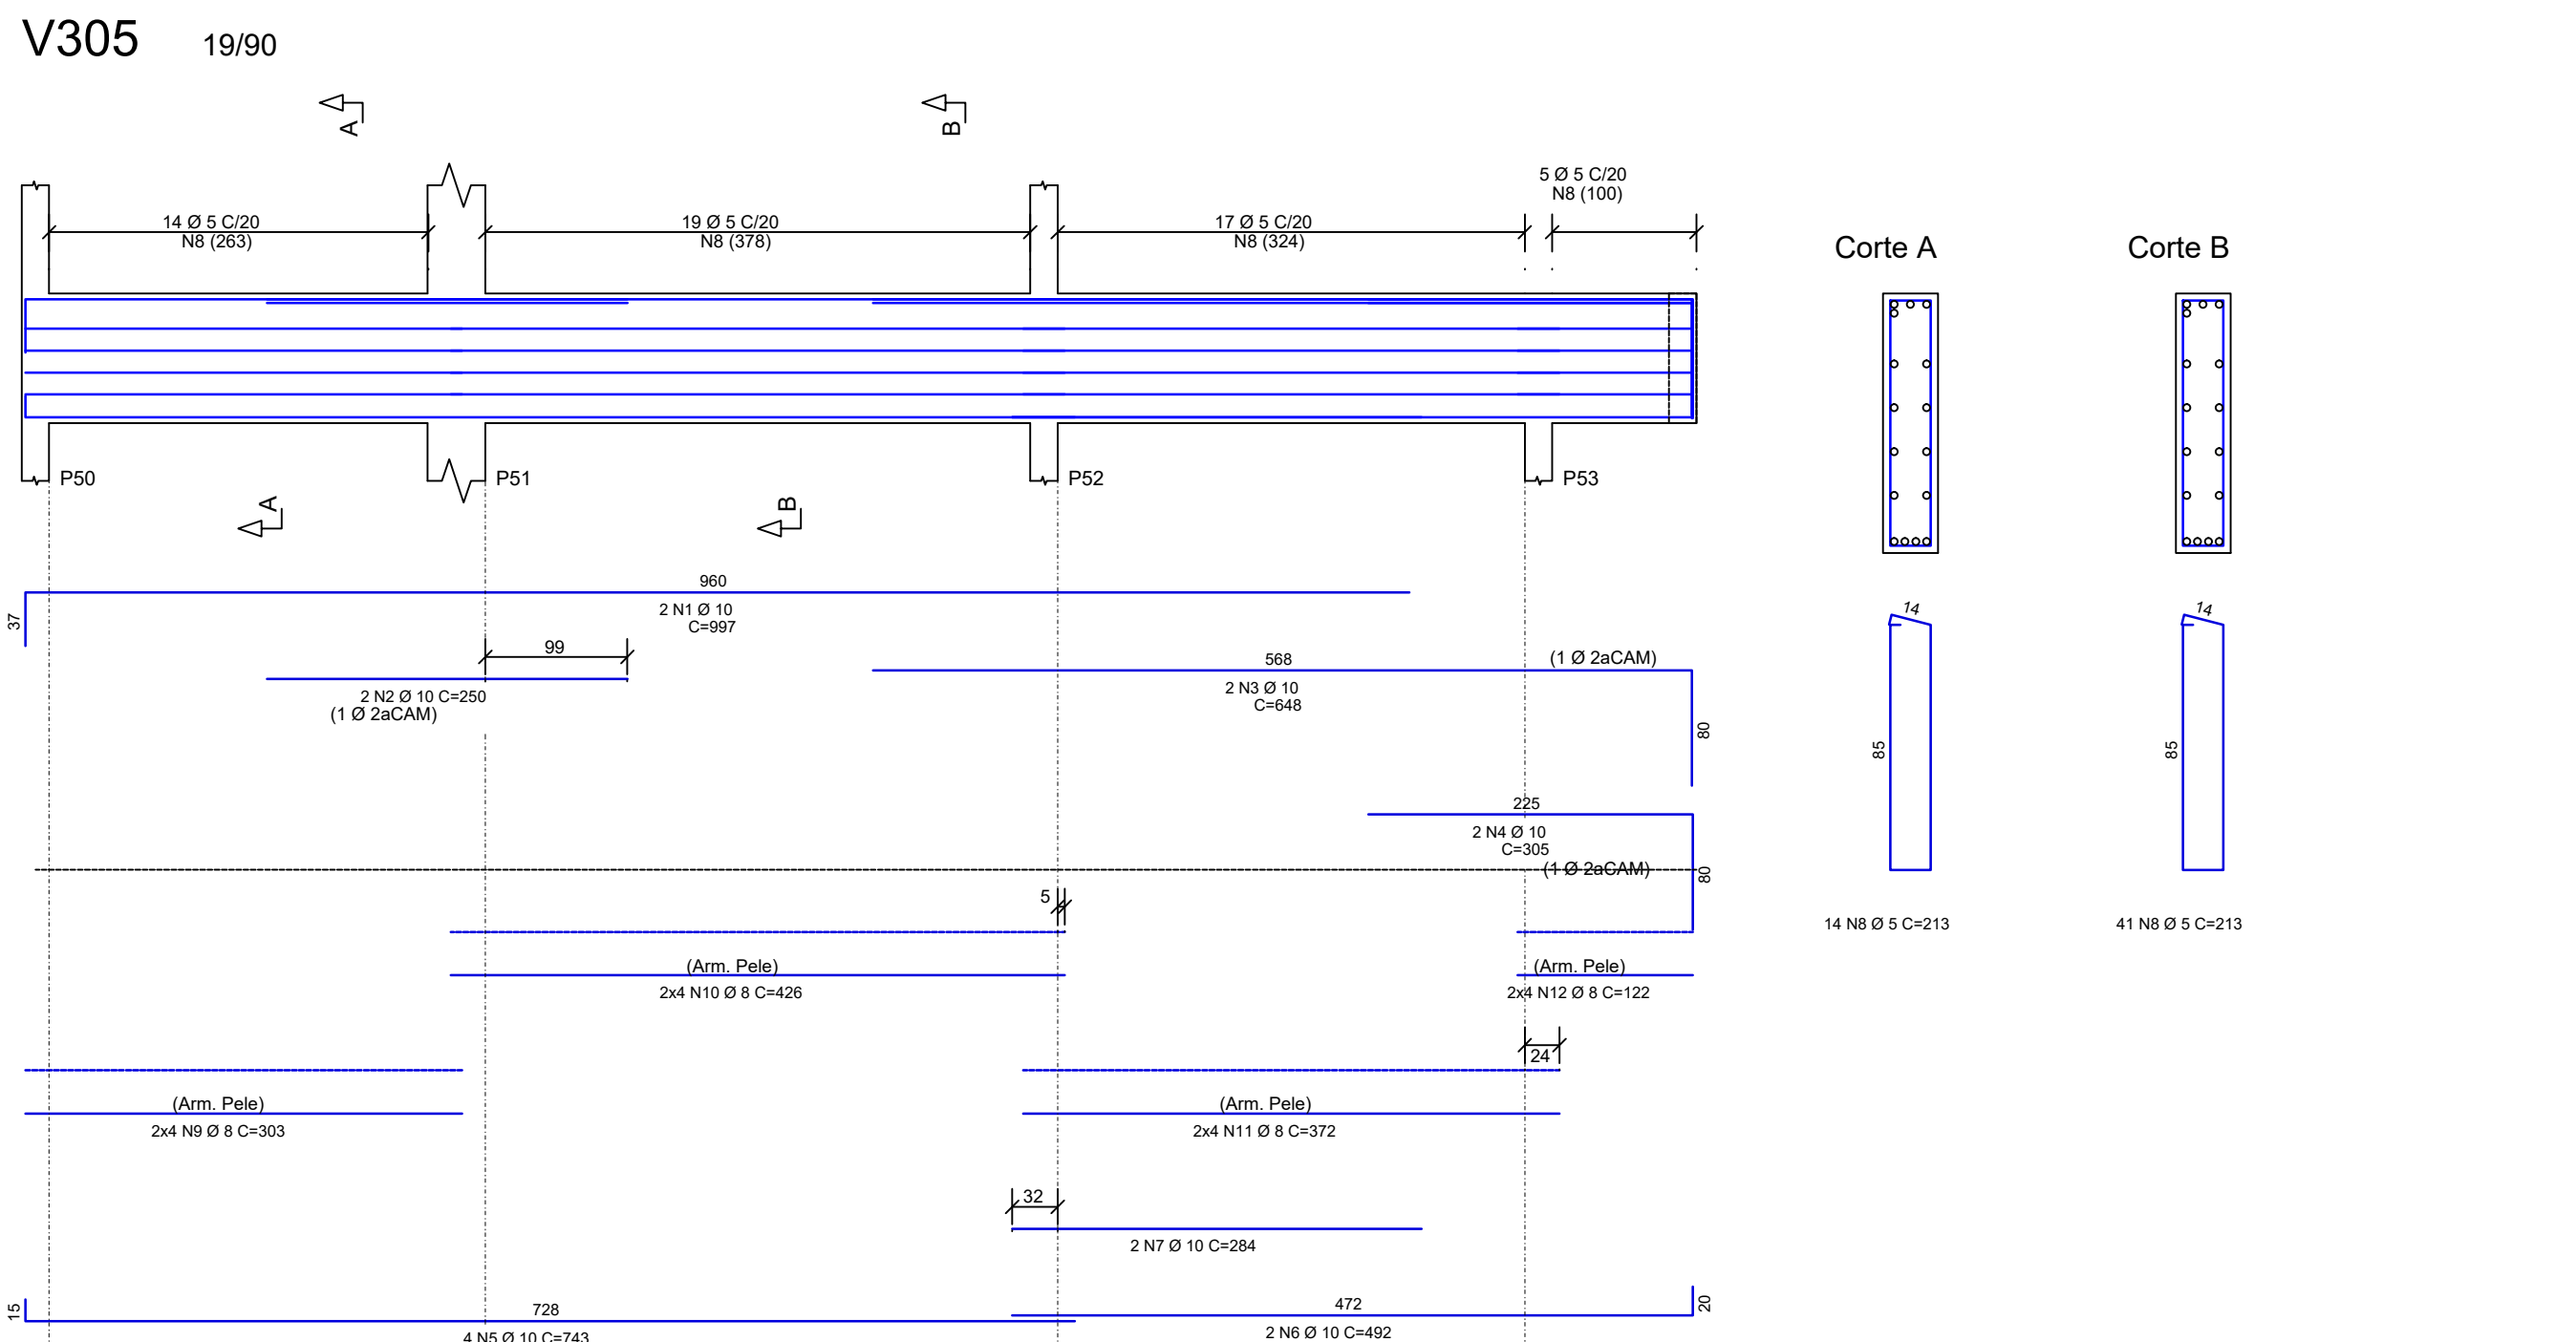 V305 19/90
A
B
5 Ø 5 C/20
N8 (100)
14 Ø 5 C/20
N8 (263)
19 Ø 5 C/20
N8 (378)
17 Ø 5 C/20
N8 (324)
Corte A
Corte B
P50
P51
P52
P53
A
B
960
2 N1 Ø 10
C=997
37
99
2 N2 Ø 10 C=250
(1 Ø 2aCAM)
568
(1 Ø 2aCAM)
2 N3 Ø 10
C=648
80
14
14
85
85
225
2 N4 Ø 10
C=305
(1 Ø 2aCAM)
80
14 N8 Ø 5 C=213
41 N8 Ø 5 C=213
5
(Arm. Pele)
2x4 N10 Ø 8 C=426
(Arm. Pele)
2x4 N12 Ø 8 C=122
24
(Arm. Pele)
2x4 N9 Ø 8 C=303
(Arm. Pele)
2x4 N11 Ø 8 C=372
32
2 N7 Ø 10 C=284
15
728
4 N5 Ø 10 C=743
472
20
2 N6 Ø 10 C=492